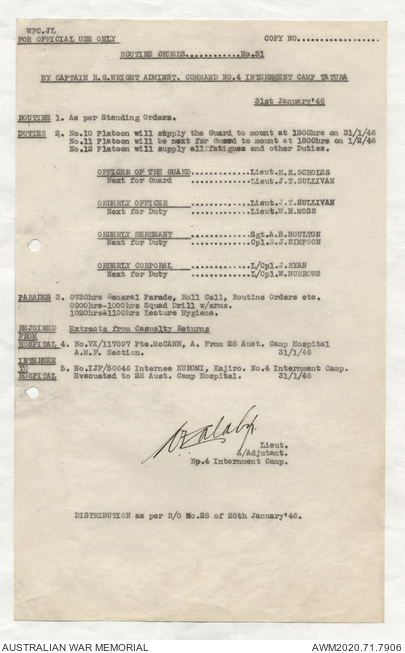 WFC.JL
FOR OFFICIAL USE ONLY COPY NO..................
ROUTINE ORDERS............No.31
BY CAPTAIN R.G.WRIGHT ADMINST. COMMAND NO.4 INTERNMENT CAMP TATURA
31st January'46
ROUTINE 1. As per Standing Orders.
DUTIES 2. No.10 Platoon will supply the Guard to mount at 1800hrs on 31/1/46
No.11 Platoon will be next for Guard to mount at 1800hrs on 1/2/46
No.12 Platoon will supply all fatigues and other Duties.
OFFICER OF THE GUARD ............Lieut.H.R.SCHOLES
Next for Guard ............Lieut.J.T.SULLIVAN
ORDERLY OFFICER ............Lieut.J.T.SULLIVAN
Next for Duty ............Lieut.W.H.MOSS
ORDERLY SERGEANT ............Sgt.A.R.BOULTON
Next for Duty ............Cpl.S.J.SIMPSON
ORDERLY CORPORAL ............L/Cpl.J.RYAN
Next for Duty ............L/Cpl.W.BURROWS
PARADES 3. 0730hrs General Parade, Roll Call, Routine Orders etc.
0900hrs-1000hrs Squad Drill w/arms.
1020hrs-1100hrs Lecture Hygiene.
REJOINED Extracts from Casualty Returns
FROM
HOSPITAL 4. No.VX/117897 Pte.McCANN, A. From 28 Aust. Camp Hospital
A.M.F. Section. 31/1/46
INTERNEE
TO 5. No.IJP/50646 Internee KUNOMI, Kajiro. No.4 Internment Camp.
HOSPITAL Evacuated to 28 Aust. Camp Hospital. 31/1/46
Lieut.
A/Adjutant.
No.4 Internment Camp.
DISTRIBUTION as per R/O No.28 of 28th January'46.
AUSTRALIAN WAR MEMORIAL AWM2020.71.7906